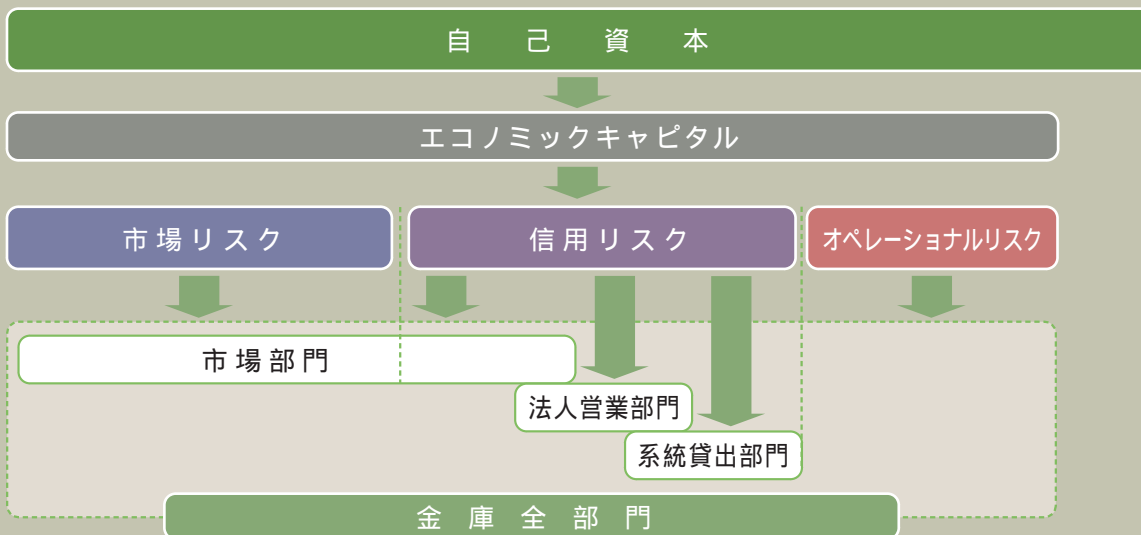 自己資本
エコノミックキャピタル
市場リスク
信用リスク
オペレーショナルリスク
市場部門
法人営業部門
系統貸出部門
金庫全部門